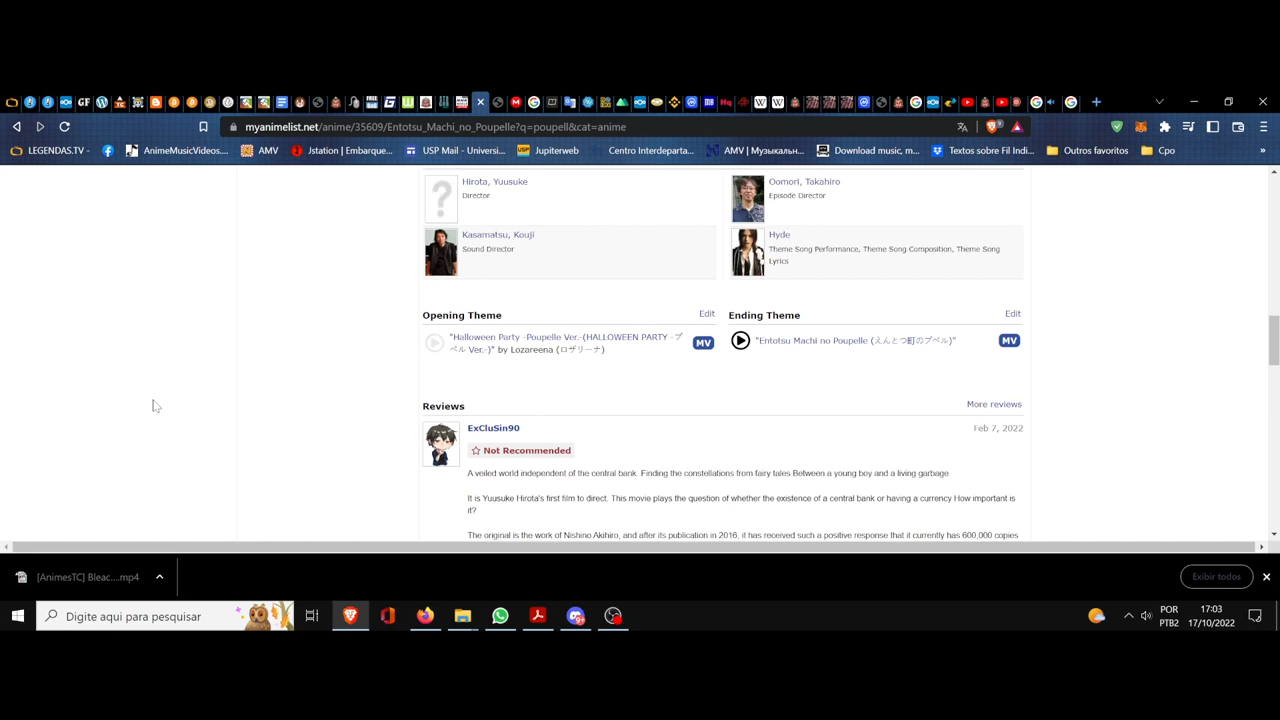 GF
myanimelist.net/anime/35609/Entotsu_Machi_no_Poupelle?q=poupell&cat=anime
9
LEGENDAS.TV -
AnimeMusicVideos...
AMV
Jstation | Embarque...
USP Mail - Universi...
Jupiterweb
Centro Interdeparta...
AMV | Музыкальн...
Download music, m...
Textos sobre Fil Indi...
Outros favoritos
Cpo
»
Hirota, Yuusuke
Director
Oomori, Takahiro
Episode Director
Kasamatsu, Kouji
Sound Director
Hyde
Theme Song Performance, Theme Song Composition, Theme Song
Lyrics
Opening Theme
Edit
Ending Theme
Edit
"Halloween Party -Poupelle Ver.-(HALLOWEEN PARTY -プ
ペル Ver.-)" by Lozareena (ロザリーナ)
MV
"Entotsu Machi no Poupelle (えんとつ町のプペル)"
MV
Reviews
More reviews
ExCluSin90
Feb 7, 2022
Not Recommended
A veiled world independent of the central bank. Finding the constellations from fairy tales Between a young boy and a living garbage
It is Yuusuke Hirota's first film to direct. This movie plays the question of whether the existence of a central bank or having a currency How important is
it?
The original is the work of Nishino Akihiro, and after its publication in 2016, it has received such a positive response that it currently has 600,000 copies
[AnimesTC] Bleac....mp4
Exibir todos
Digite aqui para pesquisar
POR
PTB2
17:03
17/10/2022